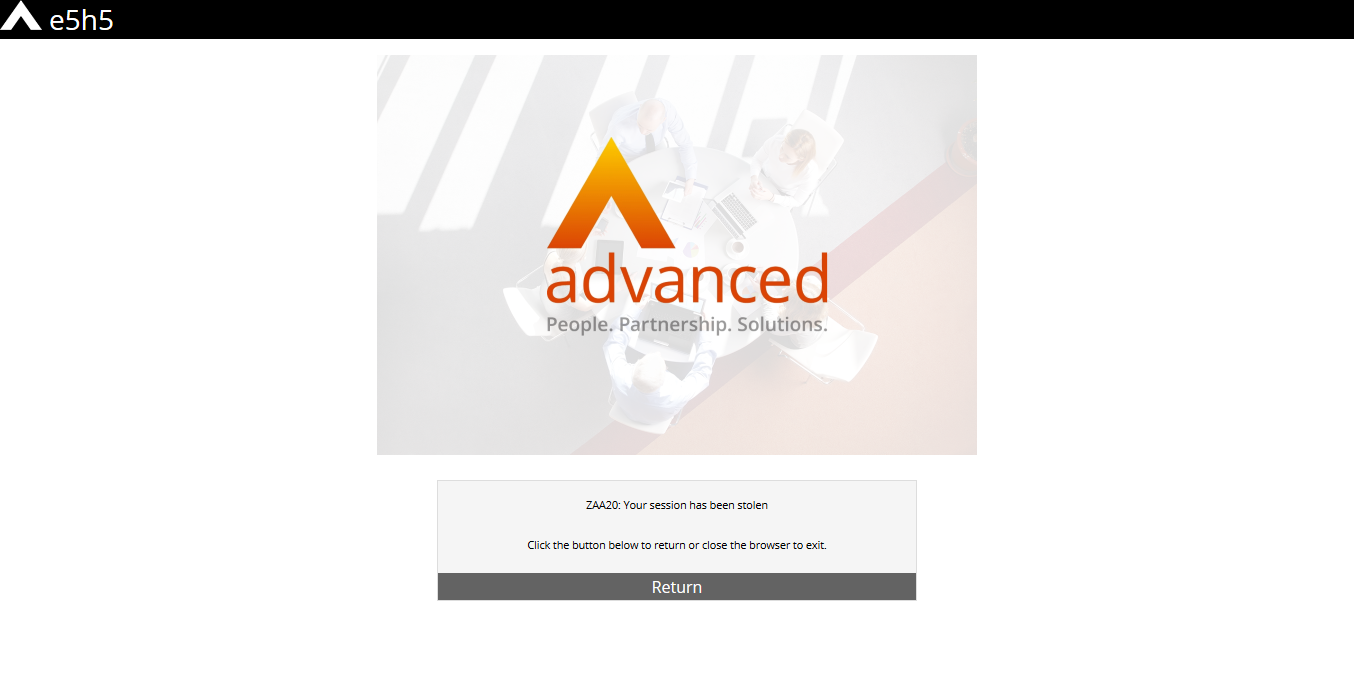 e5h5
advanced
People. Partnership. Solutions.
ZAA20: Your session has been stolen
Click the button below to return or close the browser to exit.
Return